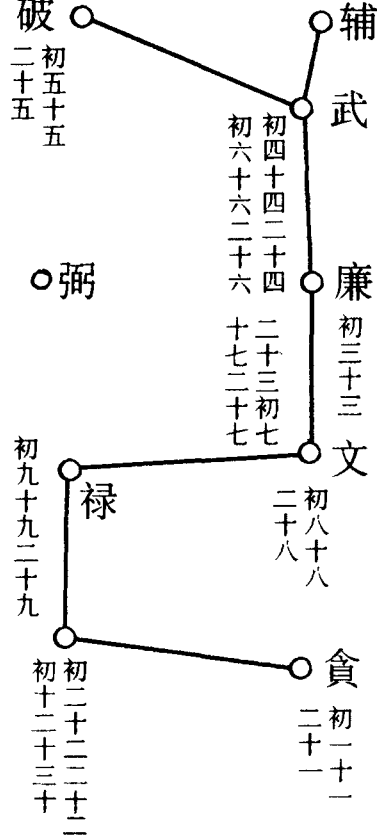 辅
破
初五十五
二十五
武
初四十四二十四
初六十六二十六
弼
廉
初三十三
二十三初七
十七二十七
文
初八十八
二十八
禄
初九十九二十九
初二十二二十二
初十二十三十
貪
初一十一
二十一